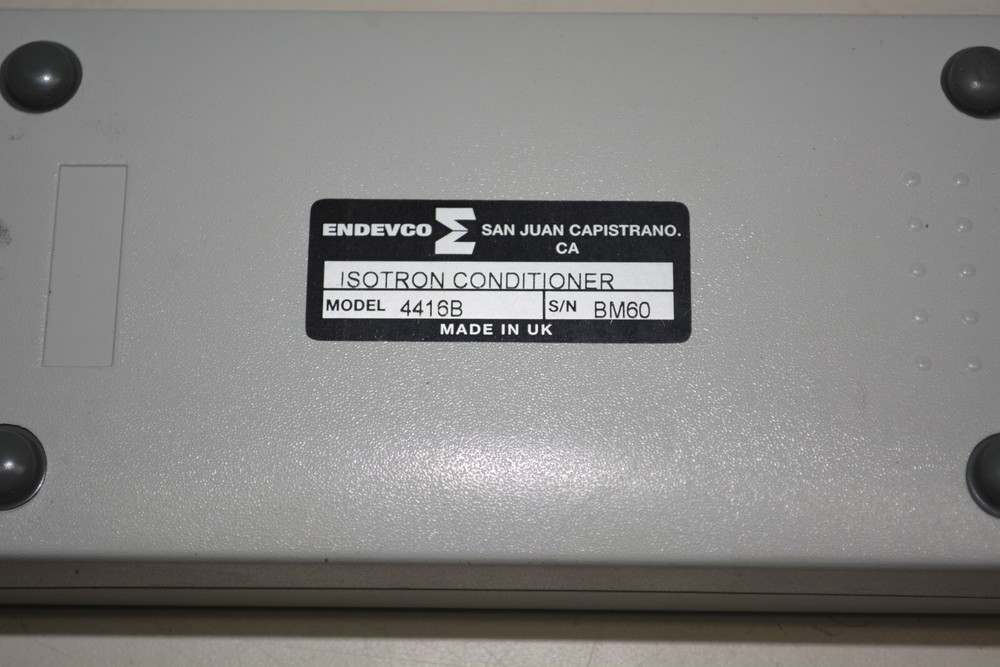 ENDEVCO SAN JUAN CAPISTRANO.
CA
ISOTRON CONDITIONER
MODEL 4416B S/N BM60
MADE IN UK